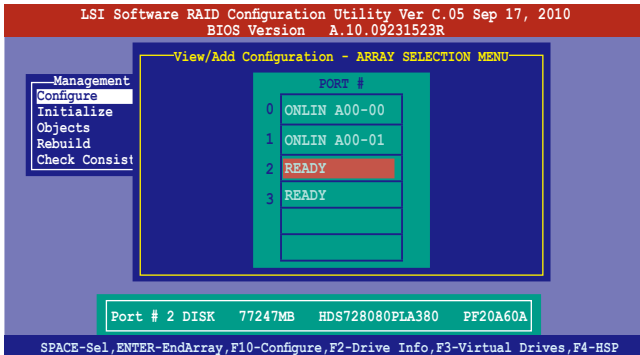 LSI Software RAID Configuration Utility Ver C.05 Sep 17, 2010
BIOS Version A.10.09231523R
View/Add Configuration - ARRAY SELECTION MENU
Management
Configure
Initialize
Objects
Rebuild
Check Consist
PORT #
0 ONLIN A00-00
1 ONLIN A00-01
2 READY
3 READY
Port # 2 DISK 77247MB HDS728080PLA380 PF20A60A
SPACE-Sel,ENTER-EndArray,F10-Configure,F2-Drive Info,F3-Virtual Drives,F4-HSP